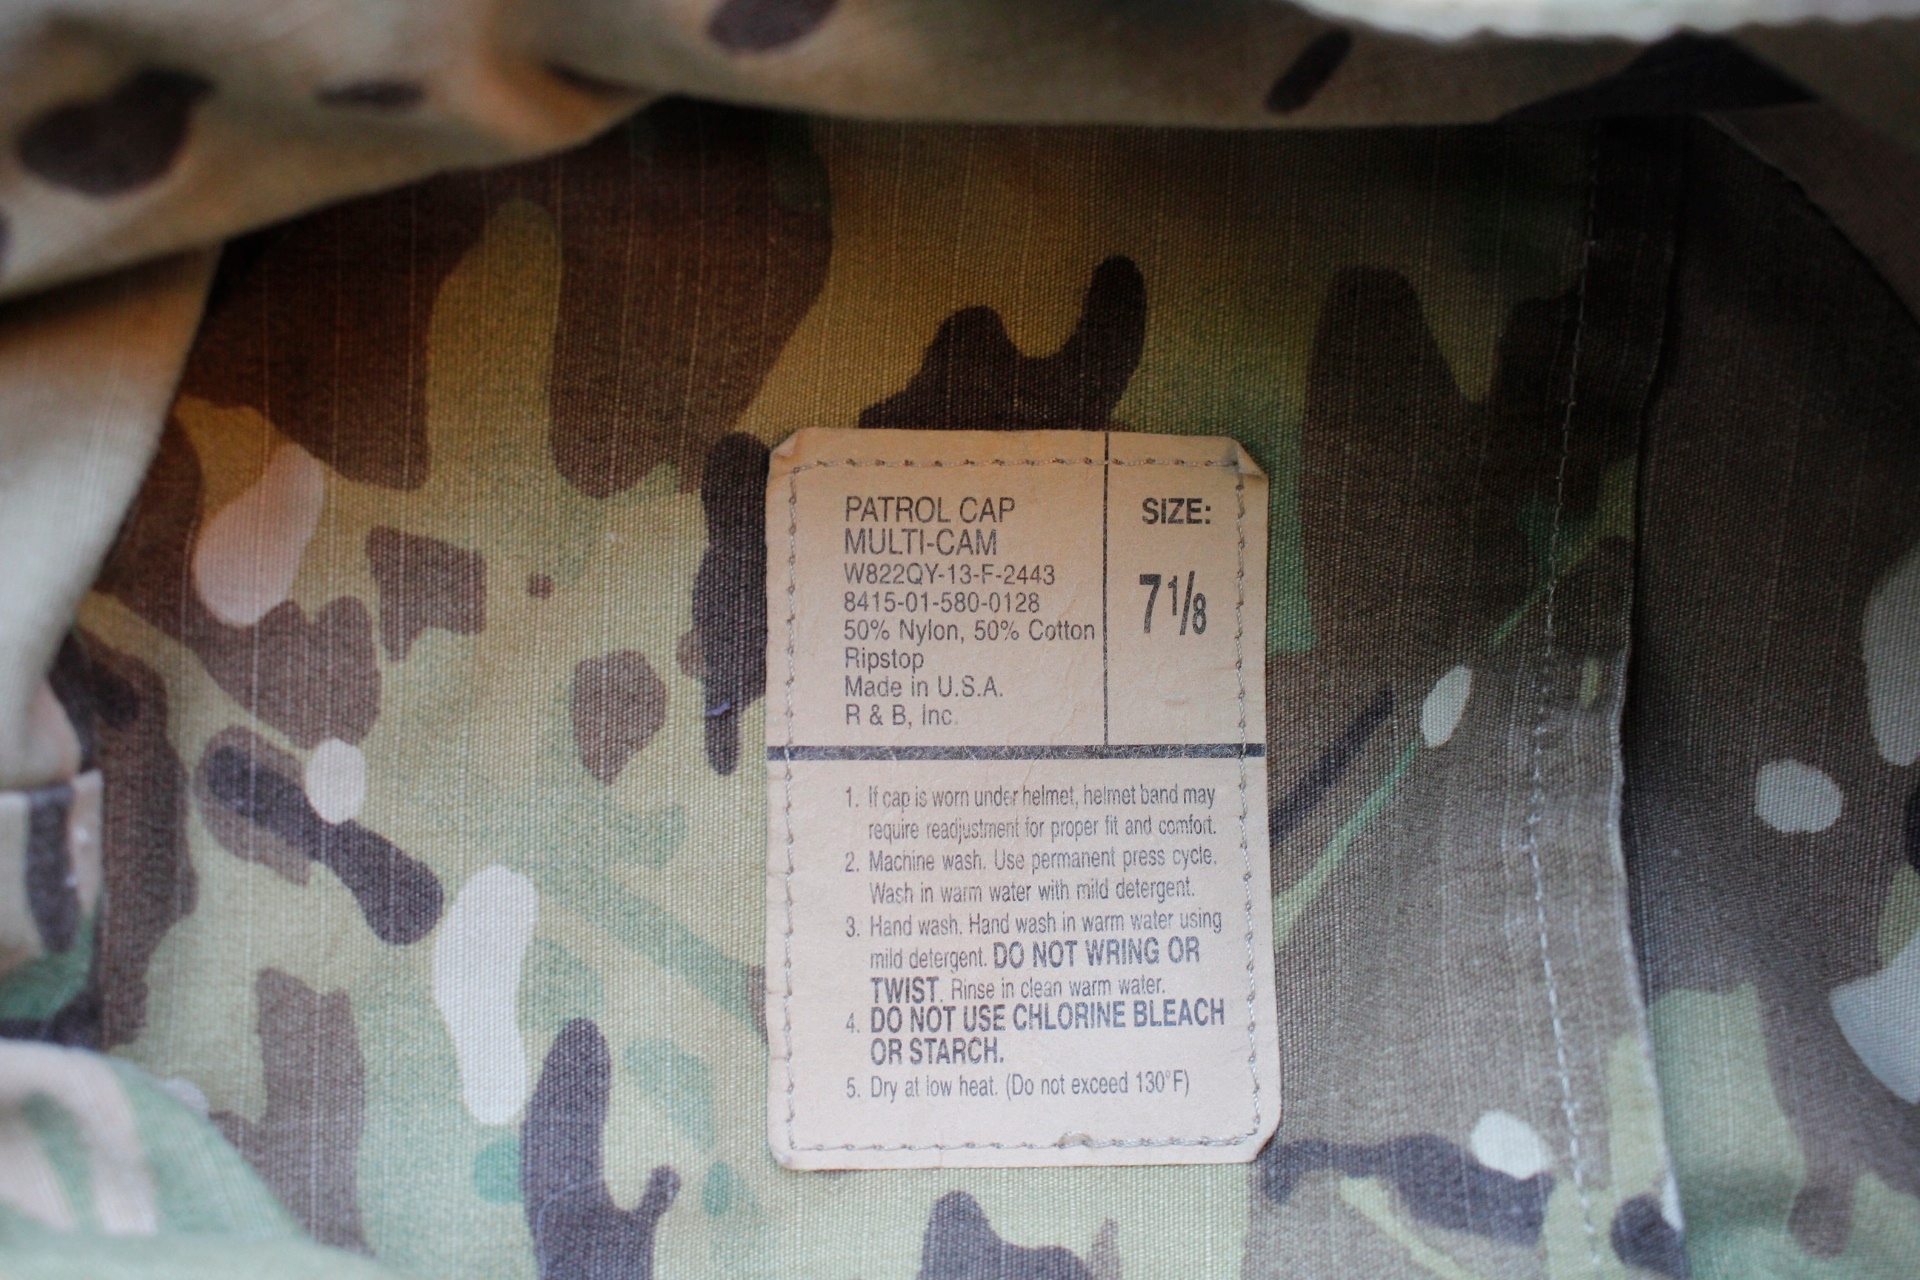 PATROL CAP
MULTI-CAM
W822QY-13-F-2443
8415-01-580-0128
50% Nylon, 50% Cotton
Ripstop
Made in U.S.A.
R & B, Inc.
SIZE:
7 1/8
1. If cap is worn under helmet, helmet band may
require readjustment for proper fit and comfort.
2. Machine wash. Use permanent press cycle.
Wash in warm water with mild detergent.
3. Hand wash. Hand wash in warm water using
mild detergent. DO NOT WRING OR
TWIST. Rinse in clean warm water.
4. DO NOT USE CHLORINE BLEACH
OR STARCH.
5. Dry at low heat. (Do not exceed 130°F)